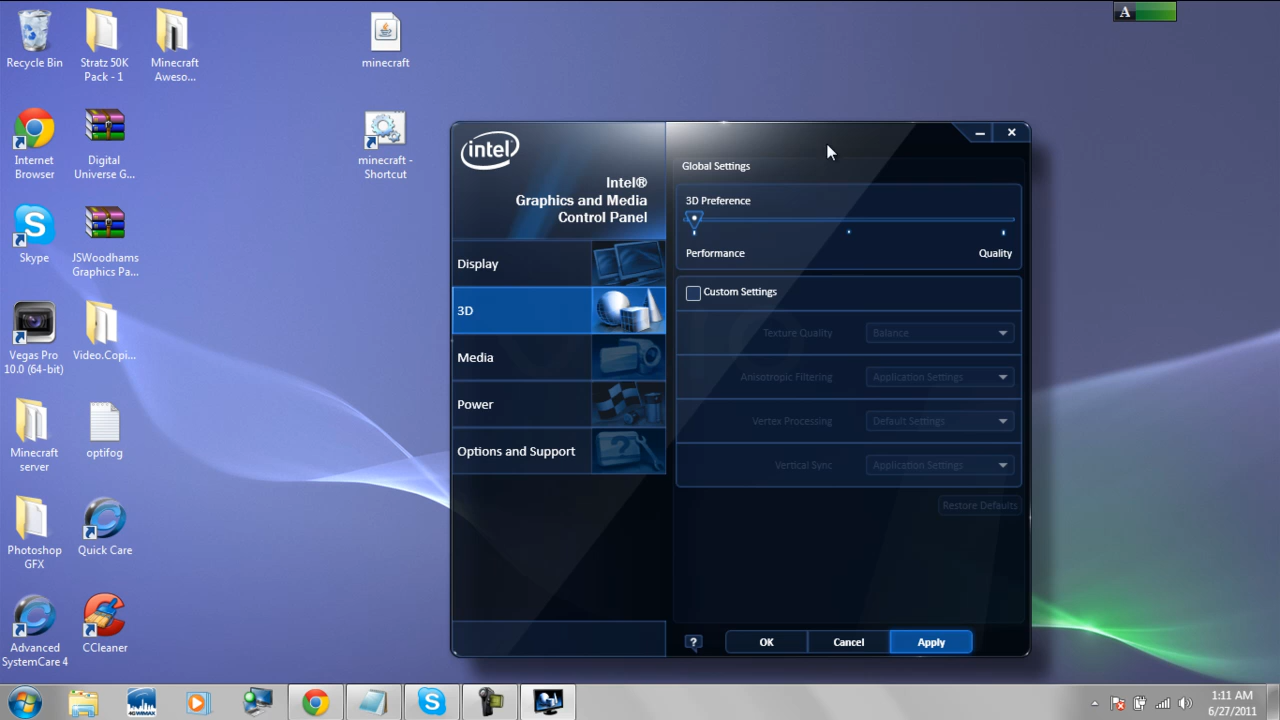 Recycle Bin
Stratz 50K
Pack - 1
Minecraft
Aweso...
minecraft
A
Internet
Browser
Digital
Universe G...
minecraft -
Shortcut
Skype
JSWoodhams
Graphics Pa...
Vegas Pro
10.0 (64-bit)
Video.Copi...
Minecraft
server
optifog
Photoshop
GFX
Quick Care
Advanced
SystemCare 4
CCleaner
intel
Intel®
Graphics and Media
Control Panel
Display
3D
Media
Power
Options and Support
Global Settings
3D Preference
Performance
Quality
Custom Settings
Texture Quality
Balance
Anisotropic Filtering
Application Settings
Vertex Processing
Default Settings
Vertical Sync
Application Settings
Restore Defaults
?
OK
Cancel
Apply
4GWIMAX
1:11 AM
6/27/2011